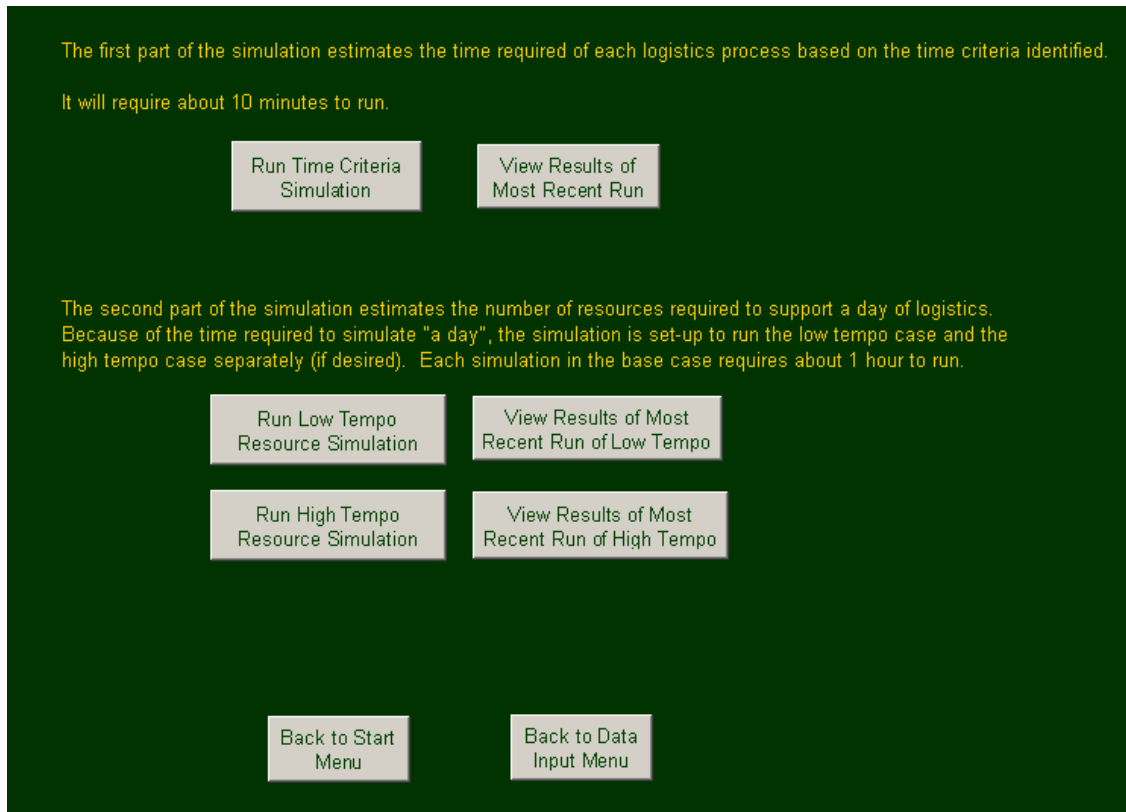 The first part of the simulation estimates the time required of each logistics process based on the time criteria identified.
It will require about 10 minutes to run.
Run Time Criteria
Simulation
View Results of
Most Recent Run
The second part of the simulation estimates the number of resources required to support a day of logistics.
Because of the time required to simulate "a day", the simulation is set-up to run the low tempo case and the
high tempo case separately (if desired).  Each simulation in the base case requires about 1 hour to run.
Run Low Tempo
Resource Simulation
View Results of Most
Recent Run of Low Tempo
Run High Tempo
Resource Simulation
View Results of Most
Recent Run of High Tempo
Back to Start
Menu
Back to Data
Input Menu